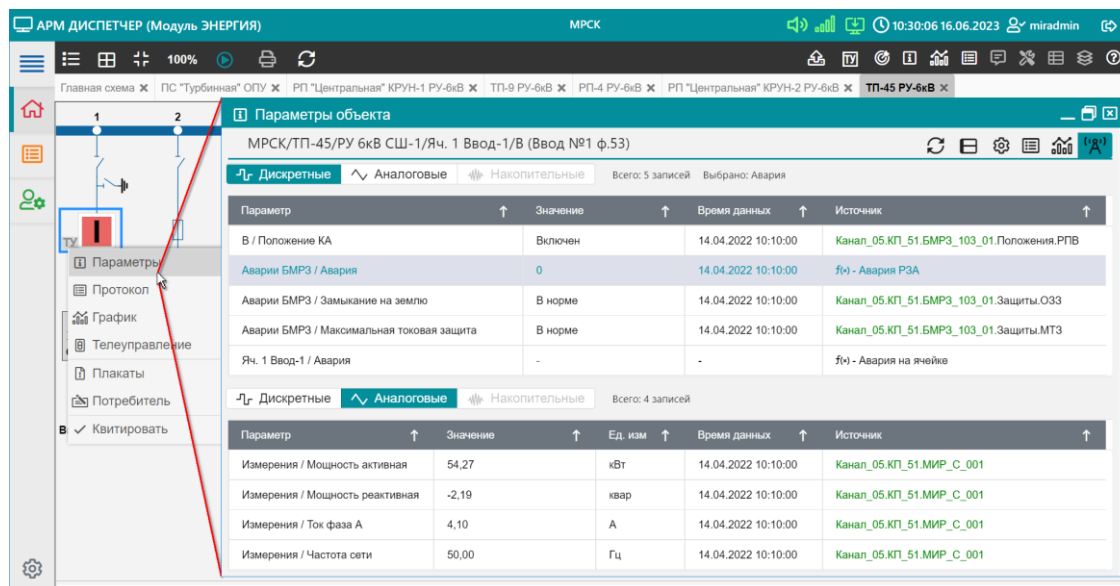 АРМ ДИСПЕТЧЕР (Модуль ЭНЕРГИЯ) МРСК 10:30:06 16.06.2023 miradmin
100% ТУ
Главная схема ПС "Турбинная" ОПУ РП "Центральная" КРУН-1 РУ-6кВ ТП-9 РУ-6кВ РП-4 РУ-6кВ РП "Центральная" КРУН-2 РУ-6кВ ТП-45 РУ-6кВ
1 2
ТУ
Параметры
Протокол
График
Телеуправление
Плакаты
Потребитель
Квитировать
Параметры объекта
МРСК/ТП-45/РУ 6кВ СШ-1/Яч. 1 Ввод-1/В (Ввод №1 ф.53)
Дискретные Аналоговые Накопительные Всего: 5 записей Выбрано: Авария
Параметр Значение Время данных Источник
В / Положение КА Включен 14.04.2022 10:10:00 Канал_05.КП_51.БМРЗ_103_01.Положения.РПВ
Аварии БМРЗ / Авария 0 14.04.2022 10:10:00 f(•) - Авария РЗА
Аварии БМРЗ / Замыкание на землю В норме 14.04.2022 10:10:00 Канал_05.КП_51.БМРЗ_103_01.Защиты.ОЗЗ
Аварии БМРЗ / Максимальная токовая защита В норме 14.04.2022 10:10:00 Канал_05.КП_51.БМРЗ_103_01.Защиты.МТЗ
Яч. 1 Ввод-1 / Авария - - f(•) - Авария на ячейке
Дискретные Аналоговые Накопительные Всего: 4 записей
Параметр Значение Ед. изм Время данных Источник
Измерения / Мощность активная 54,27 кВт 14.04.2022 10:10:00 Канал_05.КП_51.МИР_С_001
Измерения / Мощность реактивная -2,19 квар 14.04.2022 10:10:00 Канал_05.КП_51.МИР_С_001
Измерения / Ток фаза А 4,10 А 14.04.2022 10:10:00 Канал_05.КП_51.МИР_С_001
Измерения / Частота сети 50,00 Гц 14.04.2022 10:10:00 Канал_05.КП_51.МИР_С_001